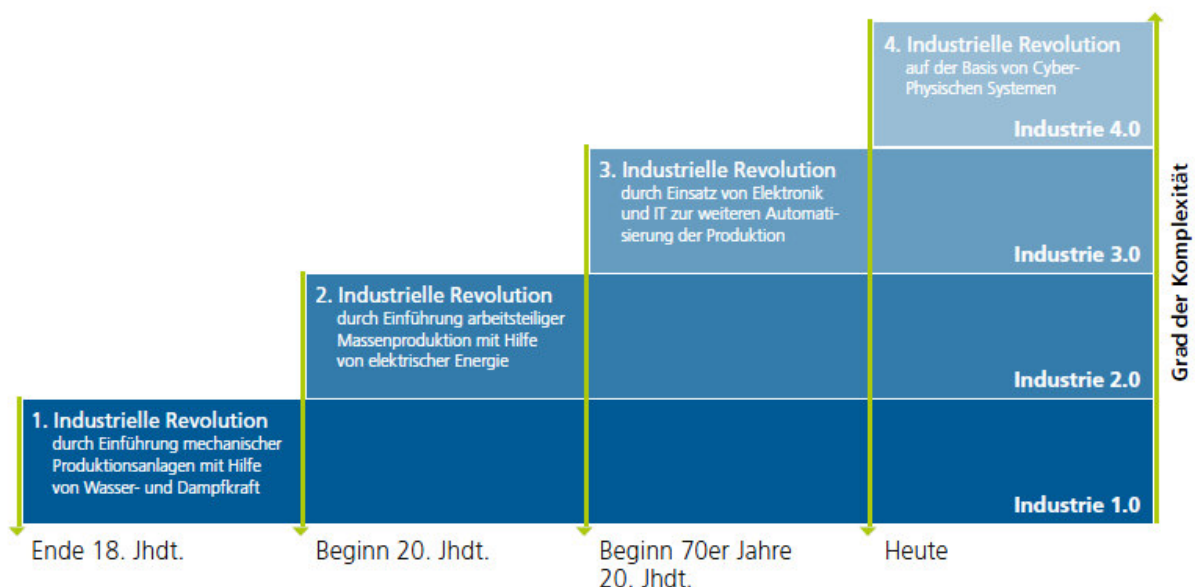 4. Industrielle Revolution
auf der Basis von Cyber-
Physischen Systemen
Industrie 4.0
3. Industrielle Revolution
durch Einsatz von Elektronik
und IT zur weiteren Automati-
sierung der Produktion
Industrie 3.0
2. Industrielle Revolution
durch Einführung arbeitsteiliger
Massenproduktion mit Hilfe
von elektrischer Energie
Industrie 2.0
1. Industrielle Revolution
durch Einführung mechanischer
Produktionsanlagen mit Hilfe
von Wasser- und Dampfkraft
Industrie 1.0
Grad der Komplexität
Ende 18. Jhdt.
Beginn 20. Jhdt.
Beginn 70er Jahre
20. Jhdt.
Heute